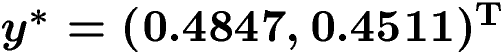 y* = (0.4847, 0.4511)ᵀ